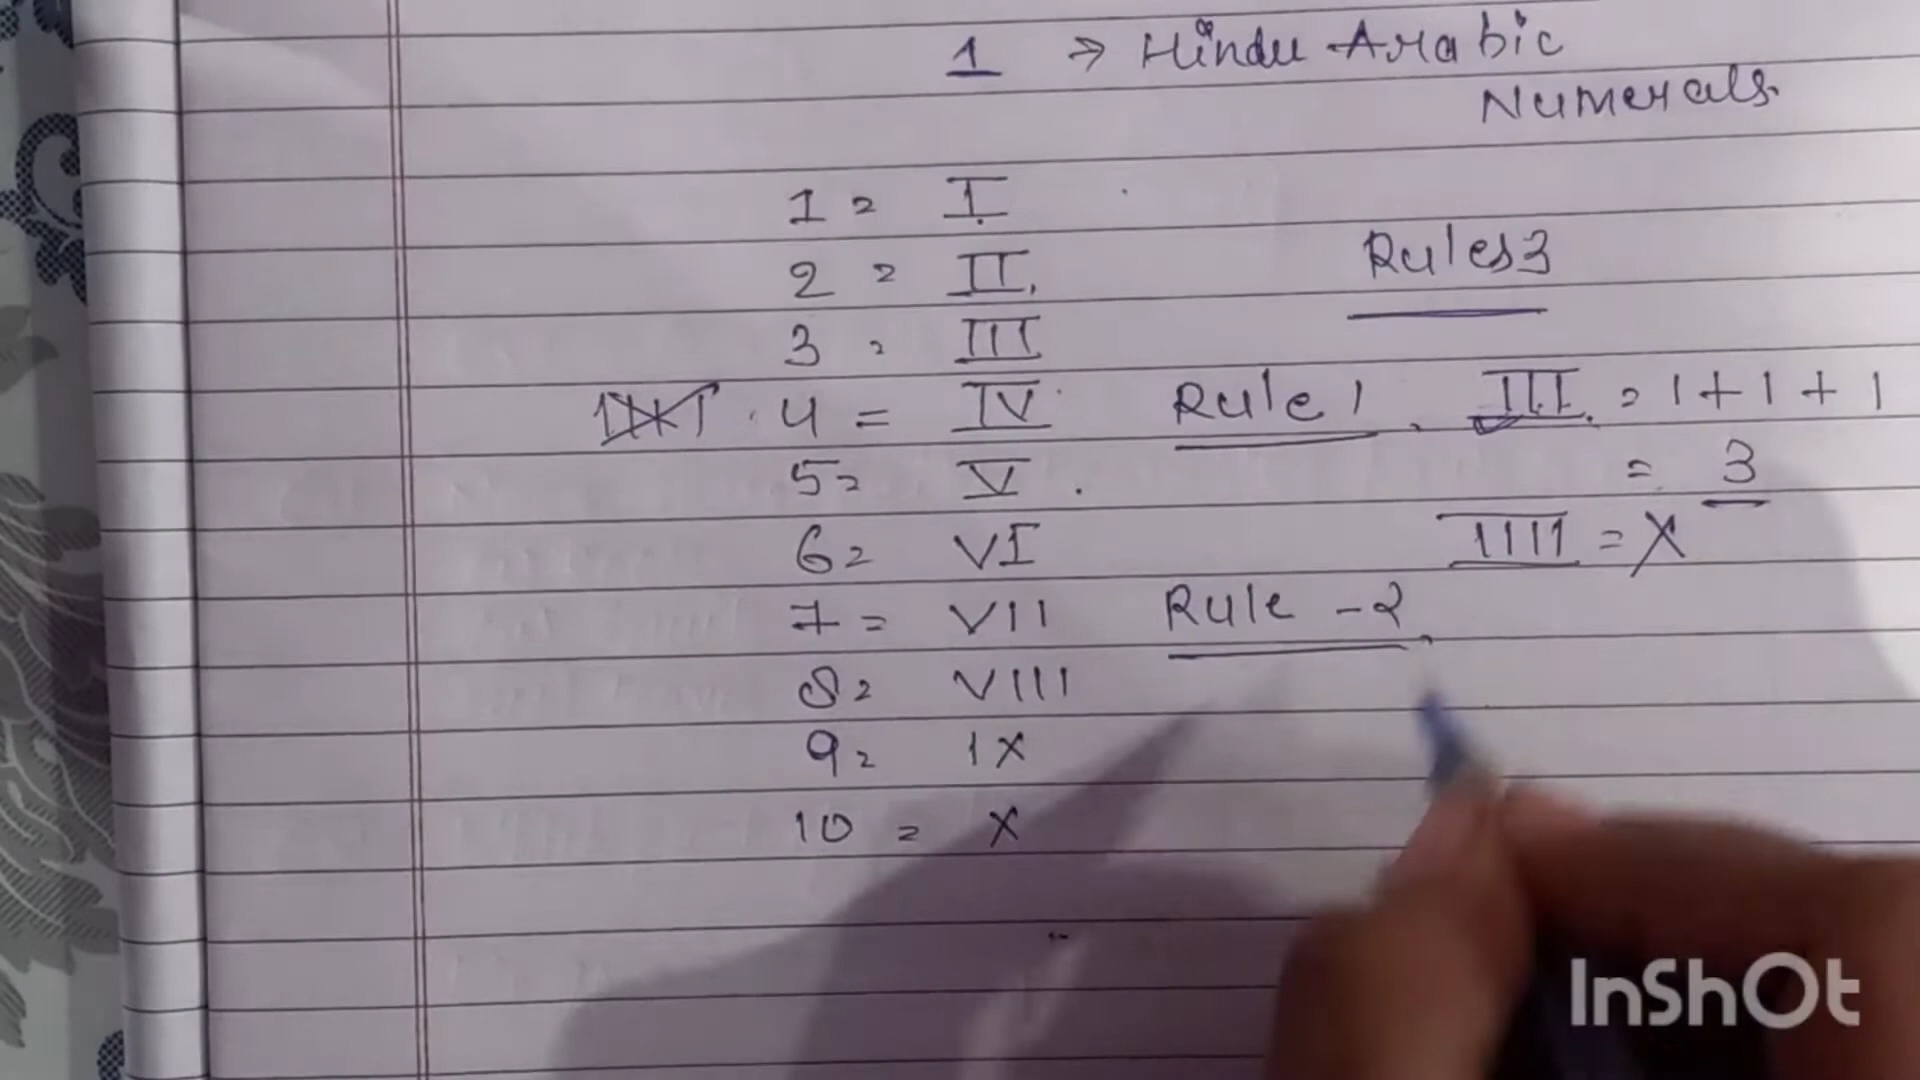 1 → Hindu-Arabic
Numerals.
1 = I
2 = II
3 = III
Rules3
IIII 4 = IV
Rule 1. III = 1+1+1
= 3
5 = V
IIII = X
6 = VI
7 = VII
Rule -2
8 = VIII
9 = IX
10 = X
InShOt